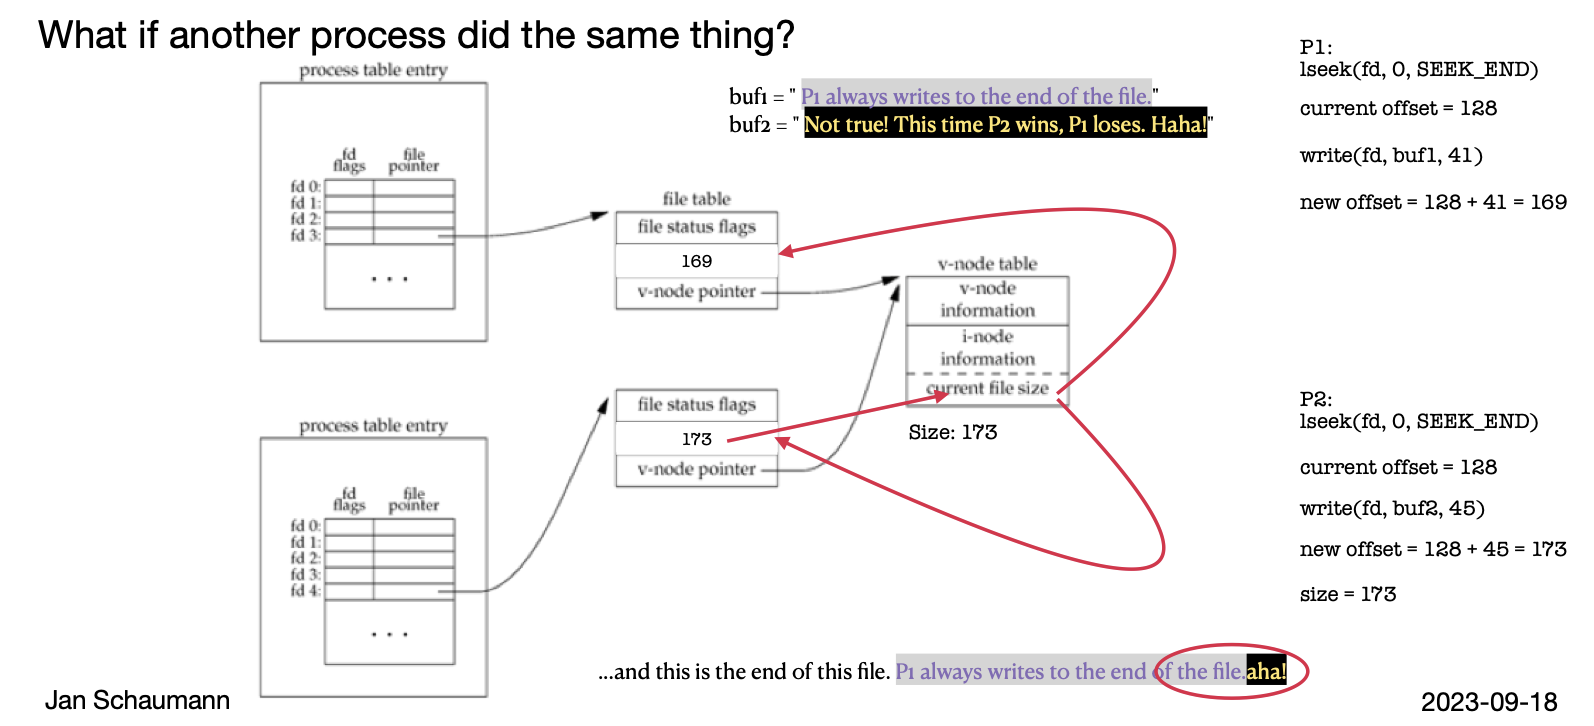 What if another process did the same thing?
process table entry
fd flags
file pointer
fd 0:
fd 1:
fd 2:
fd 3:
. . .
buf1 = " P1 always writes to the end of the file."
buf2 = " Not true! This time P2 wins, P1 loses. Haha!"
file table
file status flags
169
v-node pointer
v-node table
v-node information
i-node information
current file size
Size: 173
P1:
lseek(fd, 0, SEEK_END)
current offset = 128
write(fd, buf1, 41)
new offset = 128 + 41 = 169
process table entry
fd flags
file pointer
fd 0:
fd 1:
fd 2:
fd 3:
fd 4:
. . .
file status flags
173
v-node pointer
P2:
lseek(fd, 0, SEEK_END)
current offset = 128
write(fd, buf2, 45)
new offset = 128 + 45 = 173
size = 173
...and this is the end of this file. P1 always writes to the end of the file.aha!
Jan Schaumann
2023-09-18